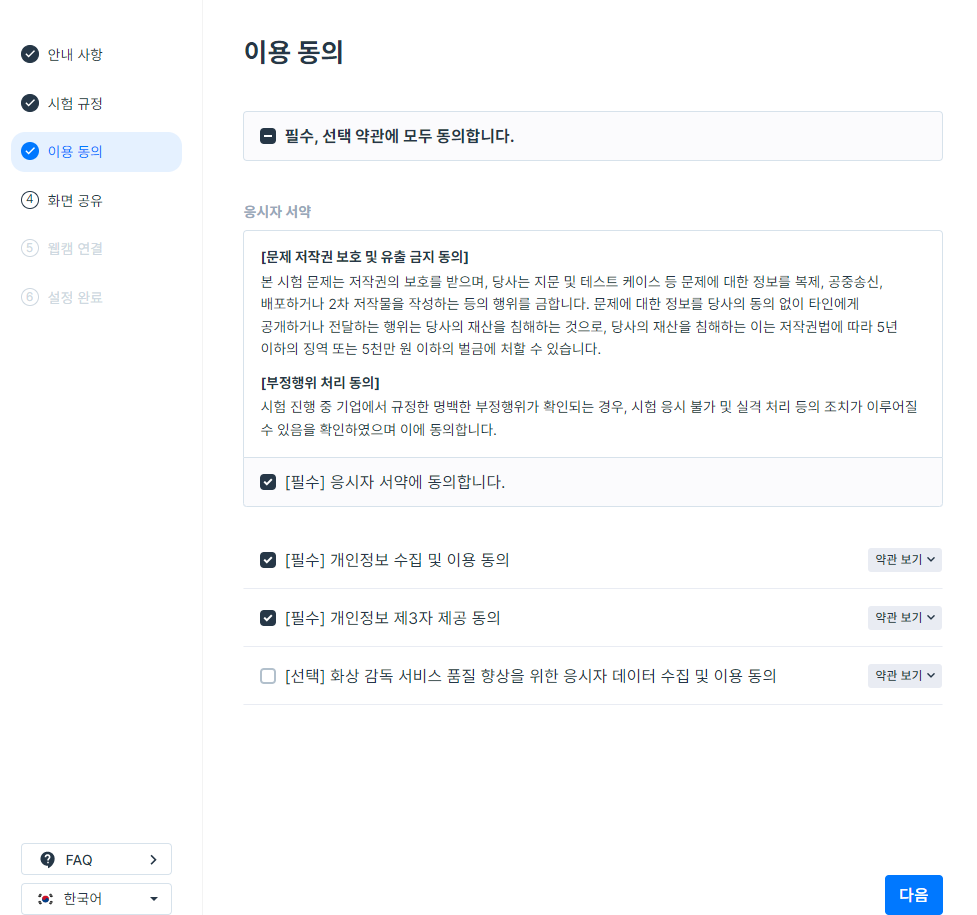 안내 사항
시험 규정
이용 동의
4 화면 공유
5 웹캠 연결
6 설정 완료
FAQ
한국어
이용 동의
필수, 선택 약관에 모두 동의합니다.
응시자 서약
[문제 저작권 보호 및 유출 금지 동의]
본 시험 문제는 저작권의 보호를 받으며, 당사는 지문 및 테스트 케이스 등 문제에 대한 정보를 복제, 공중송신,
배포하거나 2차 저작물을 작성하는 등의 행위를 금합니다. 문제에 대한 정보를 당사의 동의 없이 타인에게
공개하거나 전달하는 행위는 당사의 재산을 침해하는 것으로, 당사의 재산을 침해하는 이는 저작권법에 따라 5년
이하의 징역 또는 5천만 원 이하의 벌금에 처할 수 있습니다.
[부정행위 처리 동의]
시험 진행 중 기업에서 규정한 명백한 부정행위가 확인되는 경우, 시험 응시 불가 및 실격 처리 등의 조치가 이루어질
수 있음을 확인하였으며 이에 동의합니다.
[필수] 응시자 서약에 동의합니다.
[필수] 개인정보 수집 및 이용 동의 약관 보기
[필수] 개인정보 제3자 제공 동의 약관 보기
[선택] 화상 감독 서비스 품질 향상을 위한 응시자 데이터 수집 및 이용 동의 약관 보기
다음